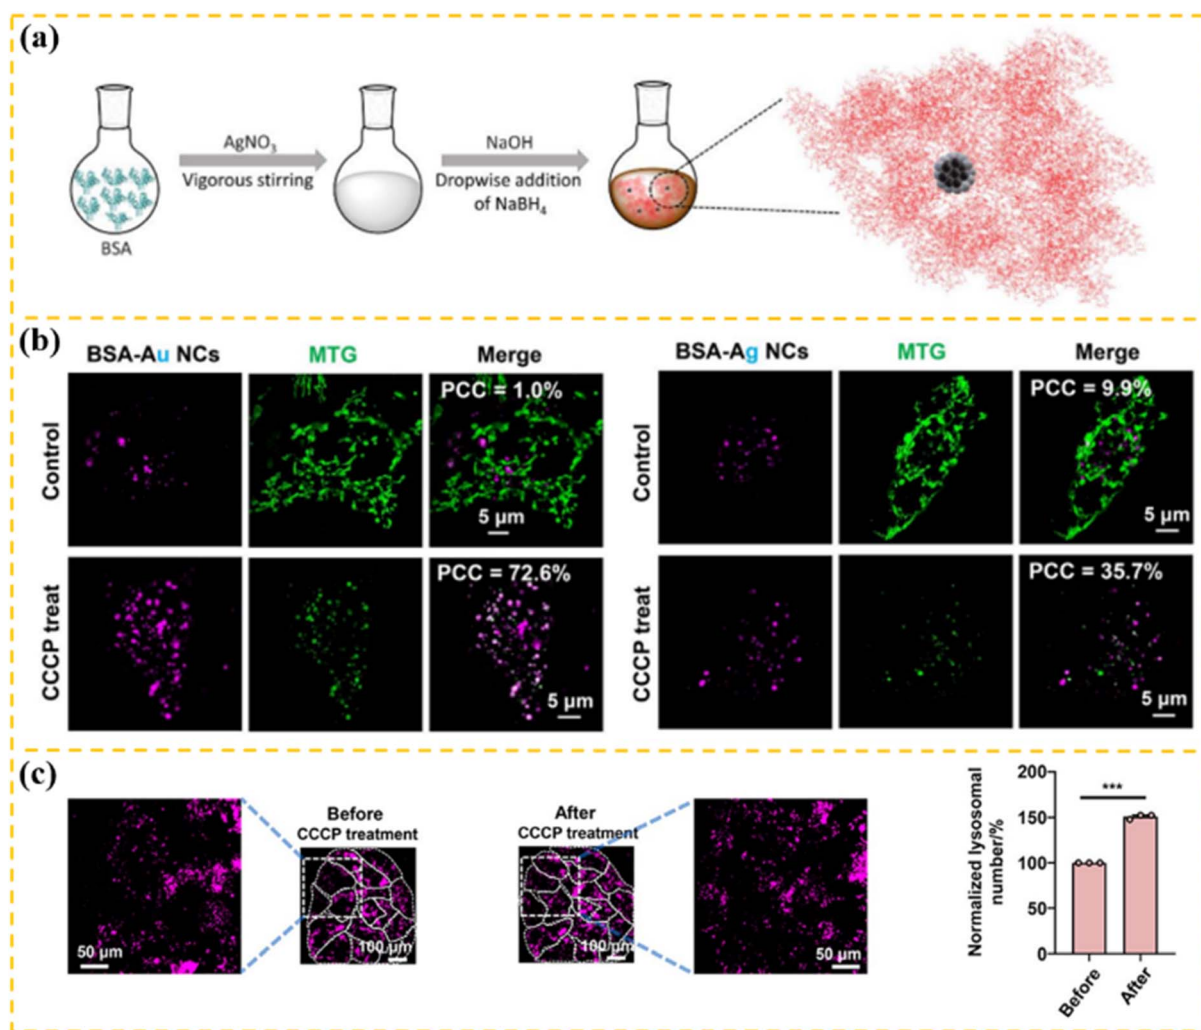 (a)
AgNO₃
Vigorous stirring
NaOH
Dropwise addition
of NaBH₄
BSA
(b)
BSA-Au NCs
MTG
Merge
BSA-Ag NCs
MTG
Merge
Control
PCC = 1.0%
5 µm
Control
PCC = 9.9%
5 µm
CCCP treat
PCC = 72.6%
5 µm
CCCP treat
PCC = 35.7%
5 µm
(c)
50 µm
Before
CCCP treatment
100 µm
After
CCCP treatment
100 µm
50 µm
Normalized lysosomal
number/%
200
150
100
50
0
***
Before
After